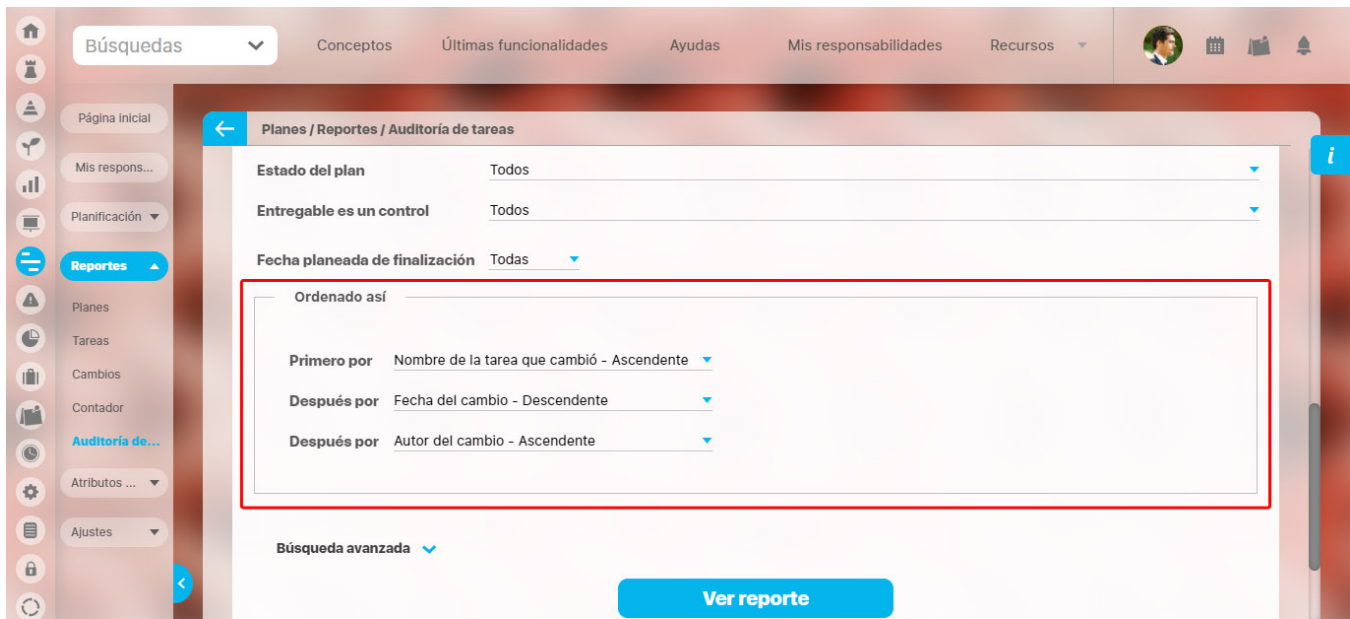 Búsquedas
Conceptos
Últimas funcionalidades
Ayudas
Mis responsabilidades
Recursos
Página inicial
Mis respons...
Planificación
Reportes
Planes
Tareas
Cambios
Contador
Auditoría de...
Atributos ...
Ajustes
Planes / Reportes / Auditoría de tareas
i
Estado del plan Todos
Entregable es un control Todos
Fecha planeada de finalización Todas
Ordenado así
Primero por Nombre de la tarea que cambió - Ascendente
Después por Fecha del cambio - Descendente
Después por Autor del cambio - Ascendente
Búsqueda avanzada
Ver reporte